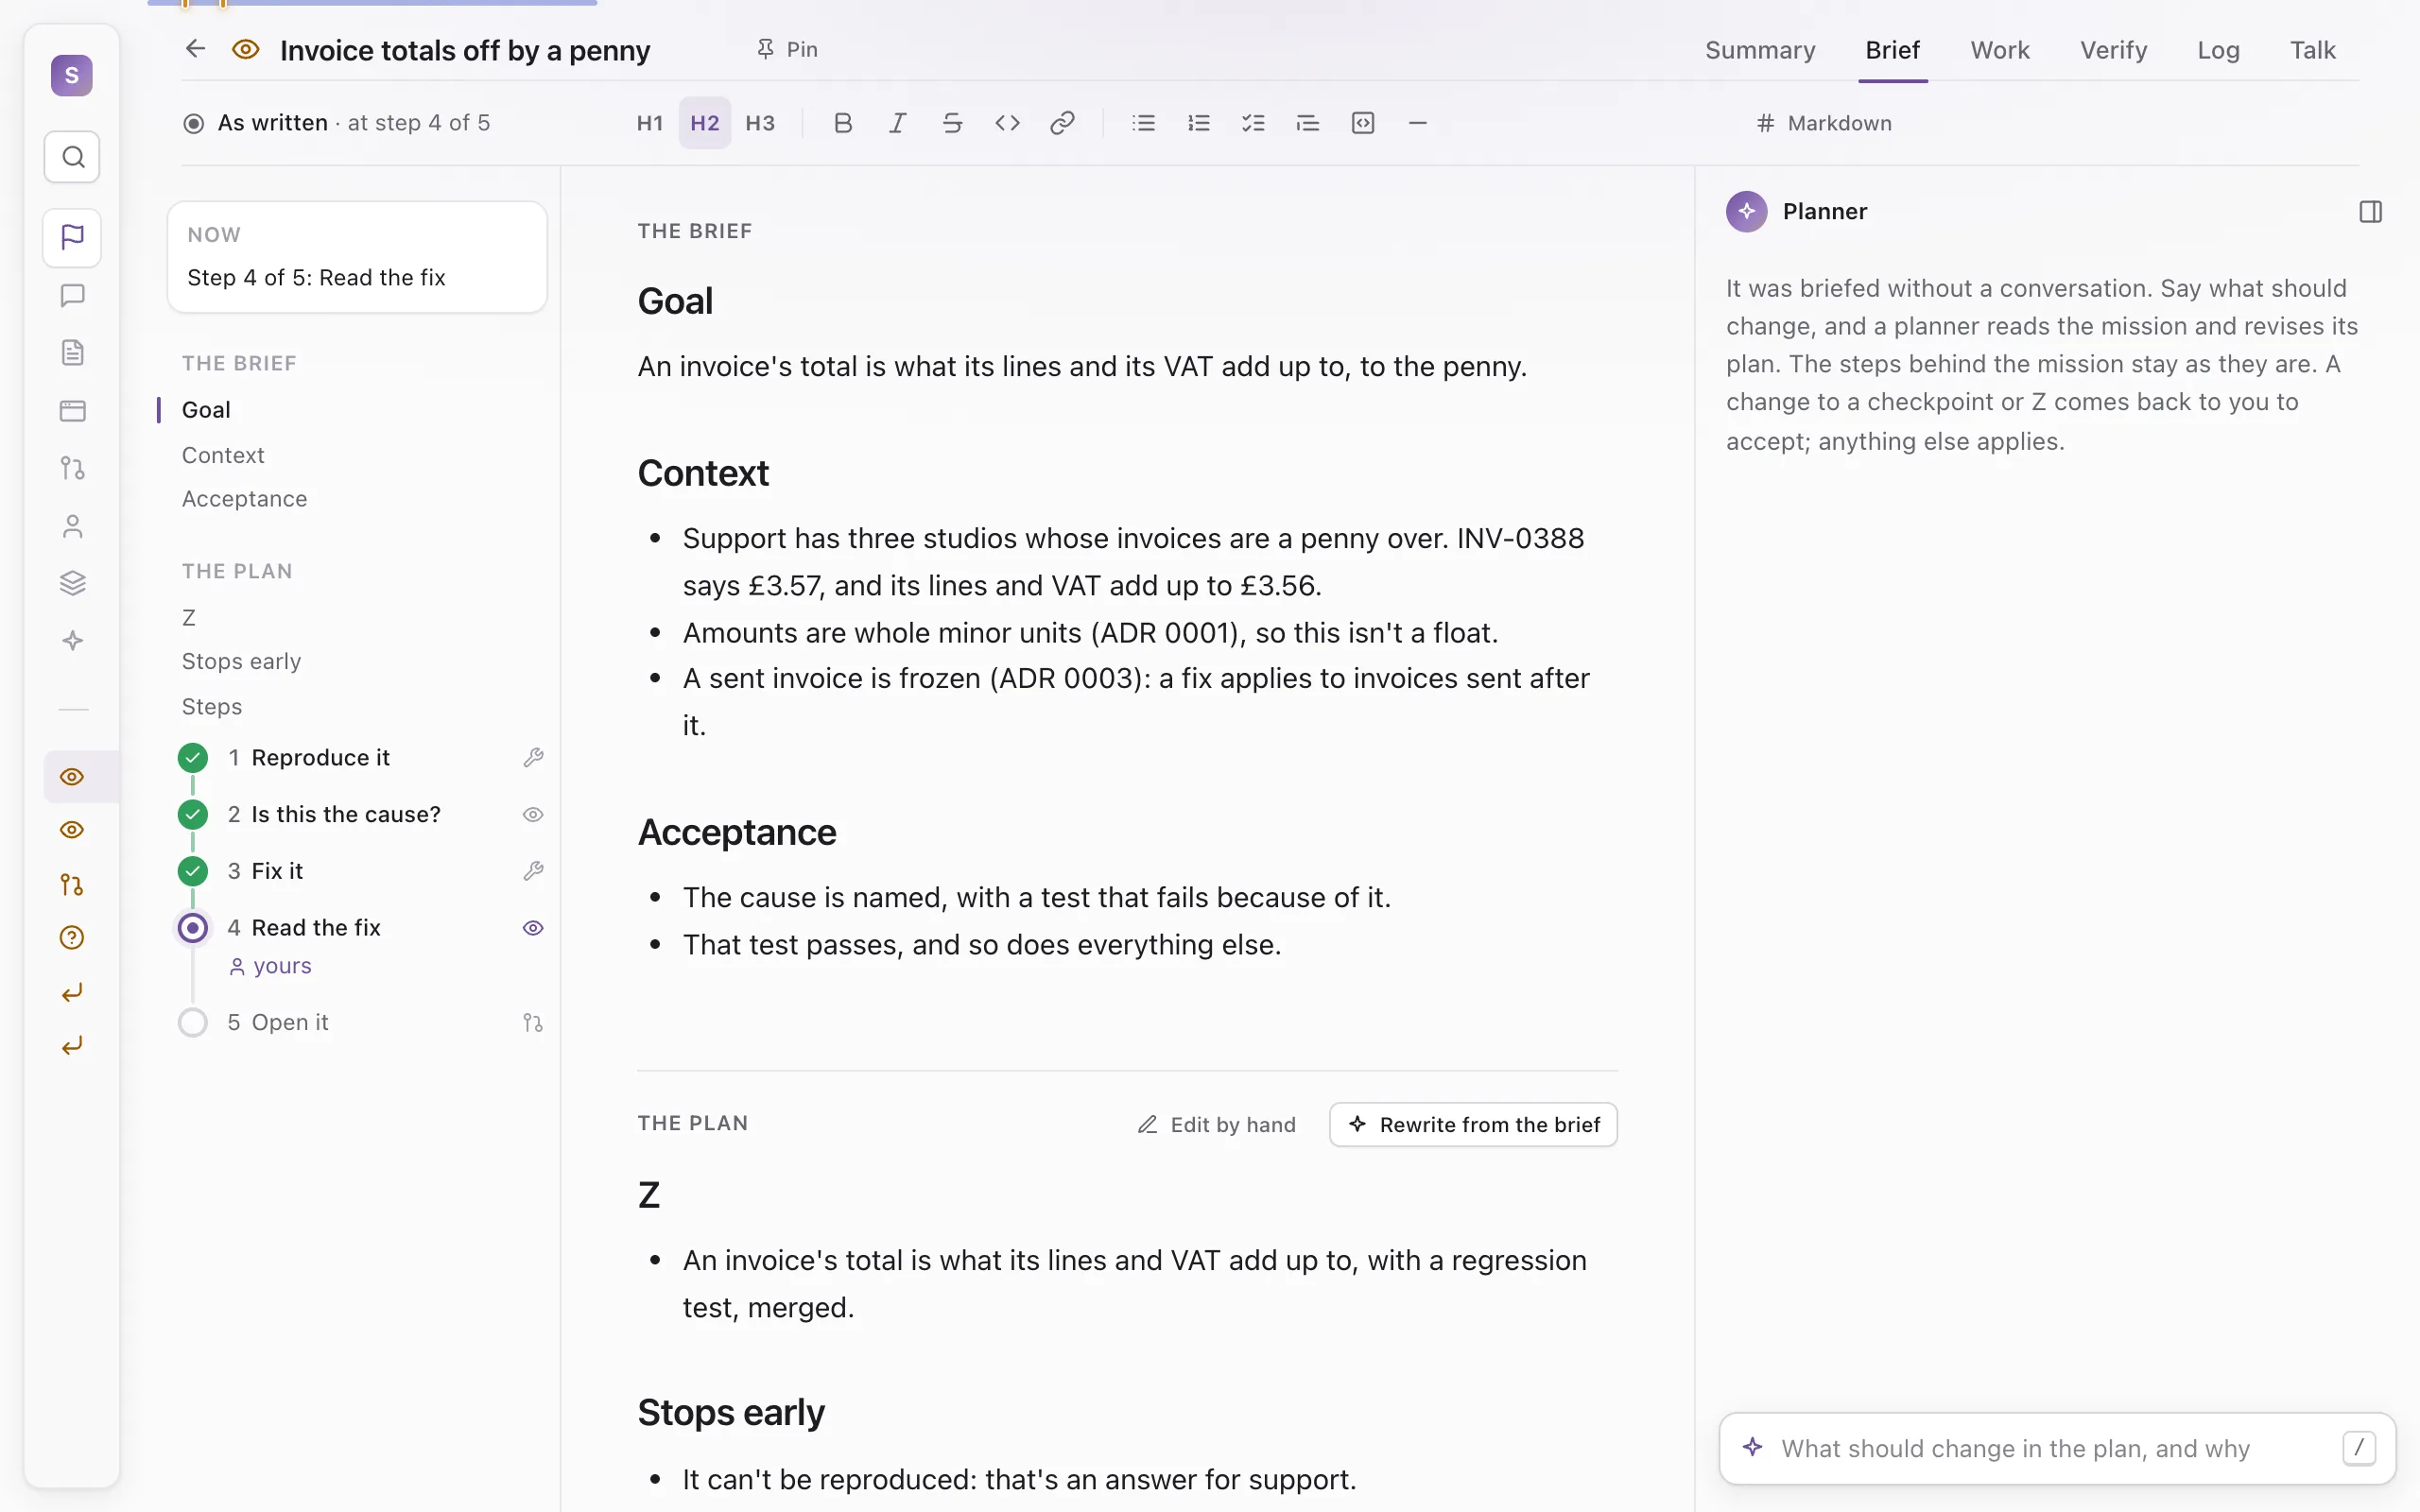 S
Invoice totals off by a penny
Pin
Summary
Brief
Work
Verify
Log
Talk
As written · at step 4 of 5
H1
H2
H3
Markdown
NOW
Step 4 of 5: Read the fix
THE BRIEF
Goal
Context
Acceptance
THE PLAN
Z
Stops early
Steps
1 Reproduce it
2 Is this the cause?
3 Fix it
4 Read the fix
yours
5 Open it
THE BRIEF
Goal
An invoice's total is what its lines and its VAT add up to, to the penny.
Context
Support has three studios whose invoices are a penny over. INV-0388
says £3.57, and its lines and VAT add up to £3.56.
Amounts are whole minor units (ADR 0001), so this isn't a float.
A sent invoice is frozen (ADR 0003): a fix applies to invoices sent after
it.
Acceptance
The cause is named, with a test that fails because of it.
That test passes, and so does everything else.
THE PLAN
Edit by hand
Rewrite from the brief
Z
An invoice's total is what its lines and VAT add up to, with a regression
test, merged.
Stops early
It can't be reproduced: that's an answer for support.
Planner
It was briefed without a conversation. Say what should
change, and a planner reads the mission and revises its
plan. The steps behind the mission stay as they are. A
change to a checkpoint or Z comes back to you to
accept; anything else applies.
What should change in the plan, and why
/